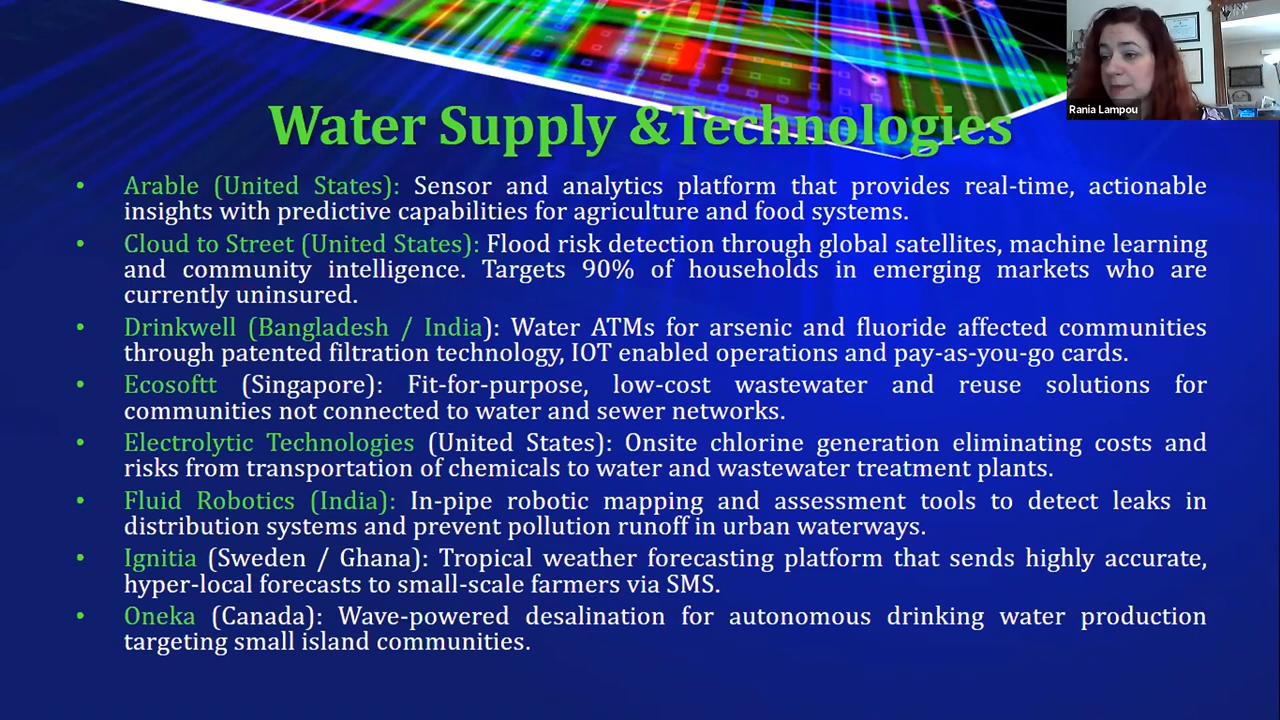 Rania Lampou
Water Supply &Technologies
• Arable (United States): Sensor and analytics platform that provides real-time, actionable
insights with predictive capabilities for agriculture and food systems.
• Cloud to Street (United States): Flood risk detection through global satellites, machine learning
and community intelligence. Targets 90% of households in emerging markets who are
currently uninsured.
• Drinkwell (Bangladesh / India): Water ATMs for arsenic and fluoride affected communities
through patented filtration technology, IOT enabled operations and pay-as-you-go cards.
• Ecosoftt (Singapore): Fit-for-purpose, low-cost wastewater and reuse solutions for
communities not connected to water and sewer networks.
• Electrolytic Technologies (United States): Onsite chlorine generation eliminating costs and
risks from transportation of chemicals to water and wastewater treatment plants.
• Fluid Robotics (India): In-pipe robotic mapping and assessment tools to detect leaks in
distribution systems and prevent pollution runoff in urban waterways.
• Ignitia (Sweden / Ghana): Tropical weather forecasting platform that sends highly accurate,
hyper-local forecasts to small-scale farmers via SMS.
• Oneka (Canada): Wave-powered desalination for autonomous drinking water production
targeting small island communities.